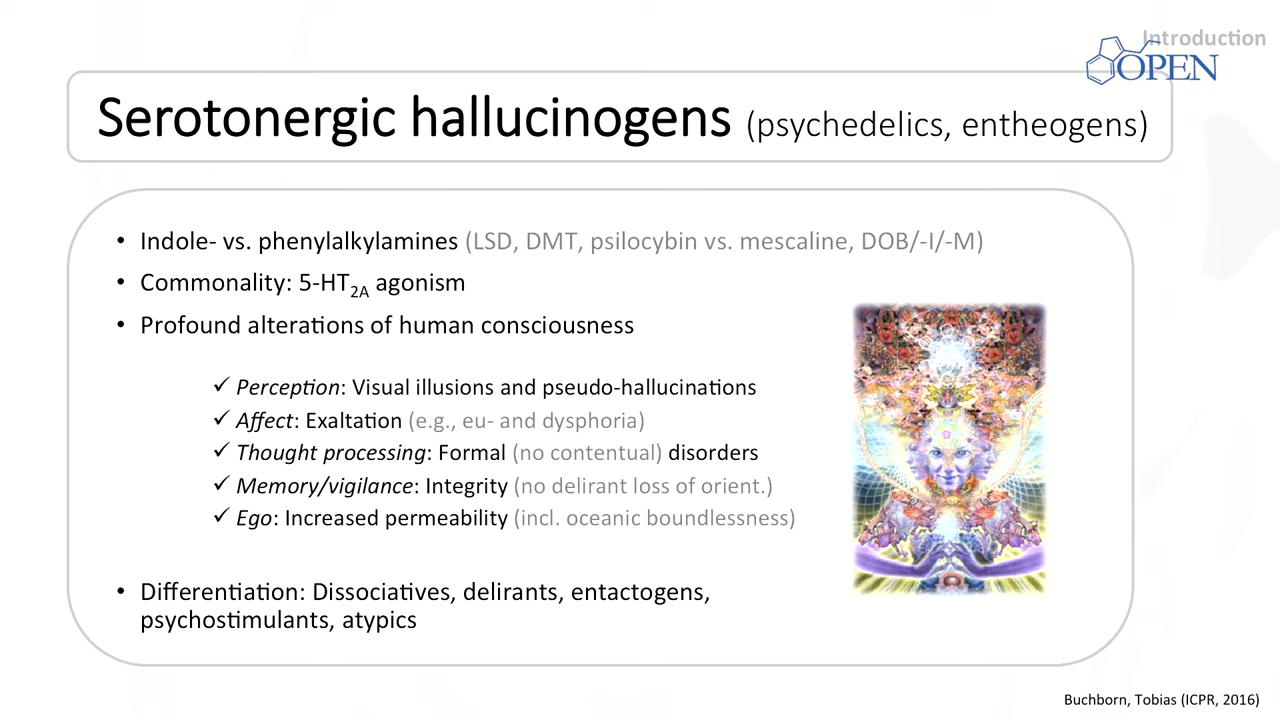 Introduction
OPEN
Serotonergic hallucinogens (psychedelics, entheogens)
• Indole- vs. phenylalkylamines (LSD, DMT, psilocybin vs. mescaline, DOB/-I/-M)
• Commonality: 5-HT2A agonism
• Profound alterations of human consciousness
✓ Perception: Visual illusions and pseudo-hallucinations
✓ Affect: Exaltation (e.g., eu- and dysphoria)
✓ Thought processing: Formal (no contentual) disorders
✓ Memory/vigilance: Integrity (no delirant loss of orient.)
✓ Ego: Increased permeability (incl. oceanic boundlessness)
• Differentiation: Dissociatives, delirants, entactogens,
psychostimulants, atypics
Buchborn, Tobias (ICPR, 2016)